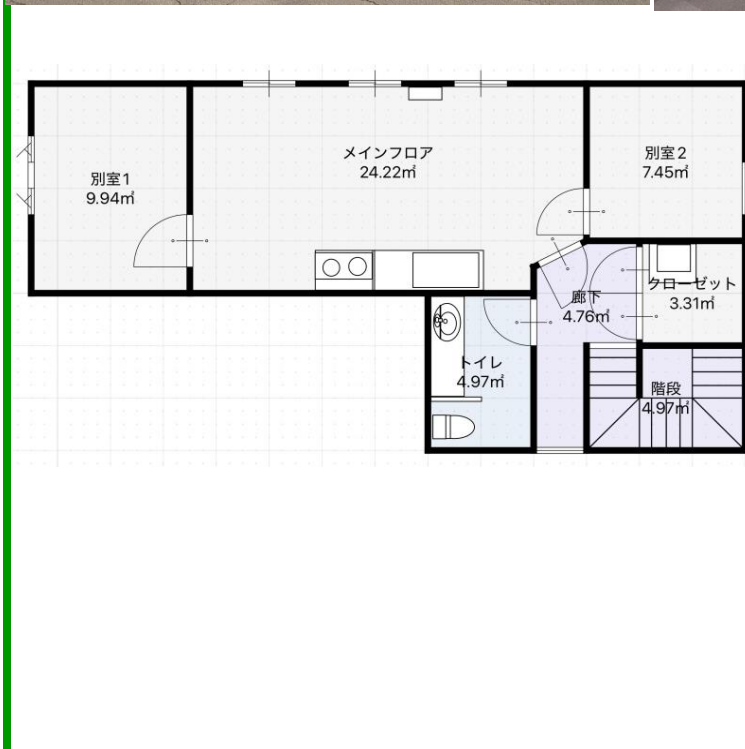 メインフロア
24.22㎡
別室2
7.45㎡
別室1
9.94㎡
クローゼット
3.31㎡
廊下
4.76㎡
トイレ
4.97㎡
階段
4.97㎡